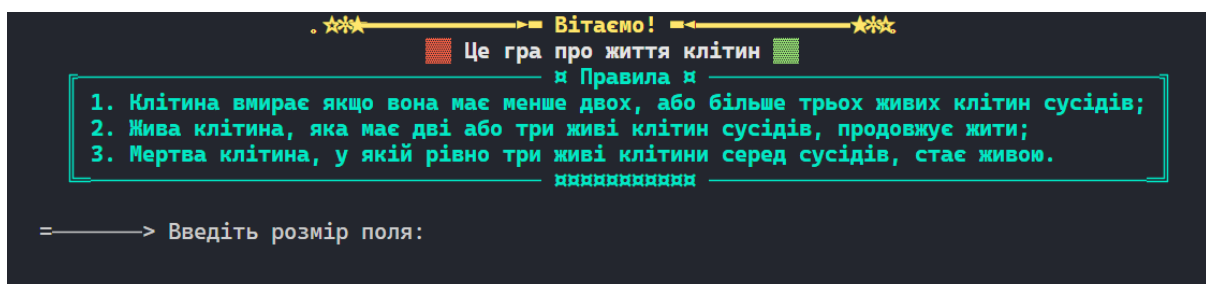 Вітаємо!
Це гра про життя клітин
¤ Правила ¤
1. Клітина вмирає якщо вона має менше двох, або більше трьох живих клітин сусідів;
2. Жива клітина, яка має дві або три живі клітин сусідів, продовжує жити;
3. Мертва клітина, у якій рівно три живі клітини серед сусідів, стає живою.
¤¤¤¤¤¤¤¤¤¤¤
=———————> Введіть розмір поля: